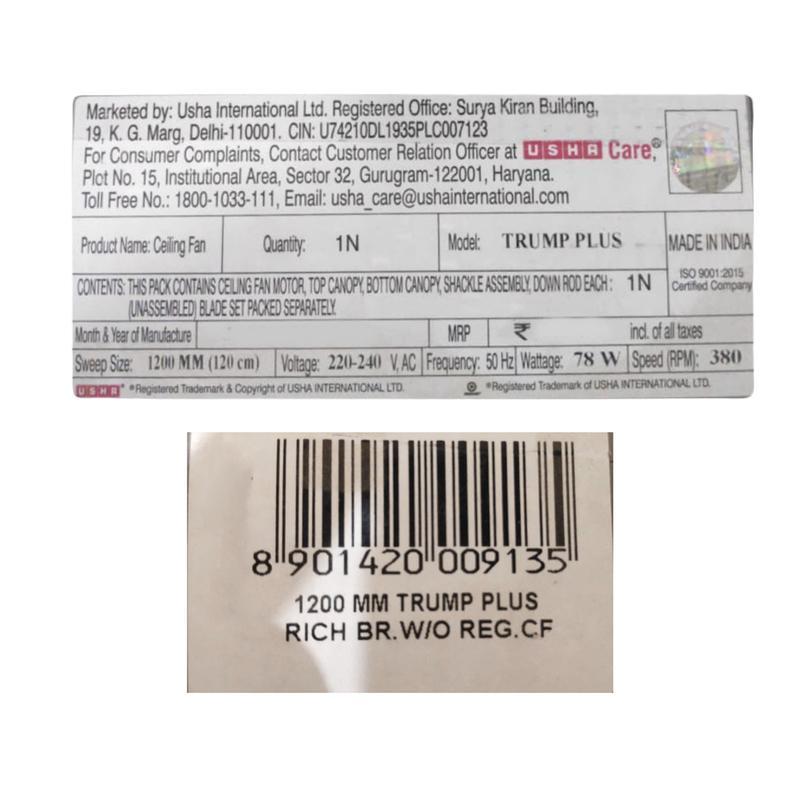 Marketed by: Usha International Ltd. Registered Office: Surya Kiran Building,
19, K. G. Marg, Delhi-110001. CIN: U74210DL1935PLC007123
For Consumer Complaints, Contact Customer Relation Officer at USHA Care,®
Plot No. 15, Institutional Area, Sector 32, Gurugram-122001, Haryana.
Toll Free No.: 1800-1033-111, Email: usha_care@ushainternational.com
Product Name: Ceiling Fan Quantity: 1N Model: TRUMP PLUS MADE IN INDIA
ISO 9001:2015
Certified Company
CONTENTS: THIS PACK CONTAINS CEILING FAN MOTOR, TOP CANOPY, BOTTOM CANOPY, SHACKLE ASSEMBLY, DOWN ROD EACH: 1N
(UNASSEMBLED) BLADE SET PACKED SEPARATELY.
Month & Year of Manufacture MRP ₹ incl. of all taxes
Sweep Size: 1200 MM (120 cm) Voltage: 220-240 V, AC Frequency: 50 Hz Wattage: 78 W Speed (RPM): 380
USHA® ®Registered Trademark & Copyright of USHA INTERNATIONAL LTD. ®Registered Trademark of USHA INTERNATIONAL LTD.
8 901420 009135
1200 MM TRUMP PLUS
RICH BR.W/O REG.CF